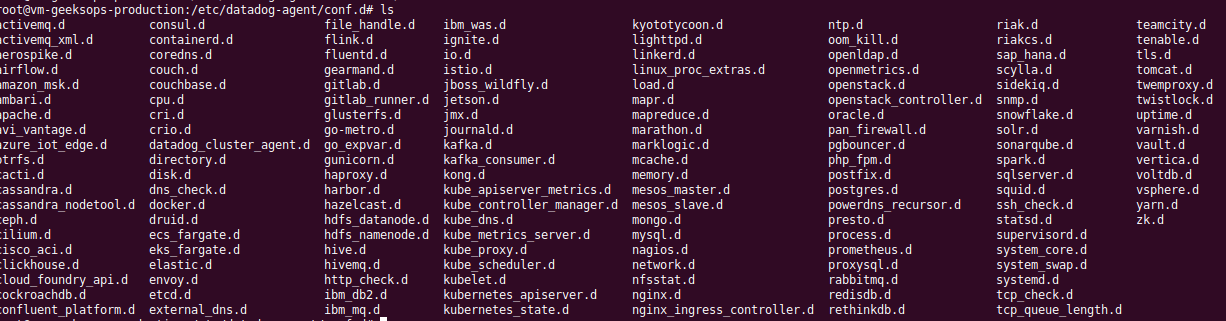 root@vm-geeksops-production:/etc/datadog-agent/conf.d# ls
activemq.d consul.d file_handle.d ibm_was.d kyototycoon.d ntp.d riak.d teamcity.d
activemq_xml.d containerd.d flink.d ignite.d lighttpd.d oom_kill.d riakcs.d tenable.d
aerospike.d coredns.d fluentd.d io.d linkerd.d openldap.d sap_hana.d tls.d
airflow.d couch.d gearmand.d istio.d linux_proc_extras.d openmetrics.d scylla.d tomcat.d
amazon_msk.d couchbase.d gitlab.d jboss_wildfly.d load.d openstack.d sidekiq.d twemproxy.d
ambari.d cpu.d gitlab_runner.d jetson.d mapr.d openstack_controller.d snmp.d twistlock.d
apache.d cri.d glusterfs.d jmx.d mapreduce.d oracle.d snowflake.d uptime.d
avi_vantage.d crio.d go-metro.d journald.d marathon.d pan_firewall.d solr.d varnish.d
azure_iot_edge.d datadog_cluster_agent.d go_expvar.d kafka.d marklogic.d pgbouncer.d sonarqube.d vault.d
btrfs.d directory.d gunicorn.d kafka_consumer.d mcache.d php_fpm.d spark.d vertica.d
cacti.d disk.d haproxy.d kong.d memory.d postfix.d sqlserver.d voltdb.d
cassandra.d dns_check.d harbor.d kube_apiserver_metrics.d mesos_master.d postgres.d squid.d vsphere.d
cassandra_nodetool.d docker.d hazelcast.d kube_controller_manager.d mesos_slave.d powerdns_recursor.d ssh_check.d yarn.d
ceph.d druid.d hdfs_datanode.d kube_dns.d mongo.d presto.d statsd.d zk.d
cilium.d ecs_fargate.d hdfs_namenode.d kube_metrics_server.d mysql.d process.d supervisord.d
cisco_aci.d eks_fargate.d hive.d kube_proxy.d nagios.d prometheus.d system_core.d
clickhouse.d elastic.d hivemq.d kube_scheduler.d network.d proxysql.d system_swap.d
cloud_foundry_api.d envoy.d http_check.d kubelet.d nfsstat.d rabbitmq.d systemd.d
cockroachdb.d etcd.d ibm_db2.d kubernetes_apiserver.d nginx.d redisdb.d tcp_check.d
confluent_platform.d external_dns.d ibm_mq.d kubernetes_state.d nginx_ingress_controller.d rethinkdb.d tcp_queue_length.d